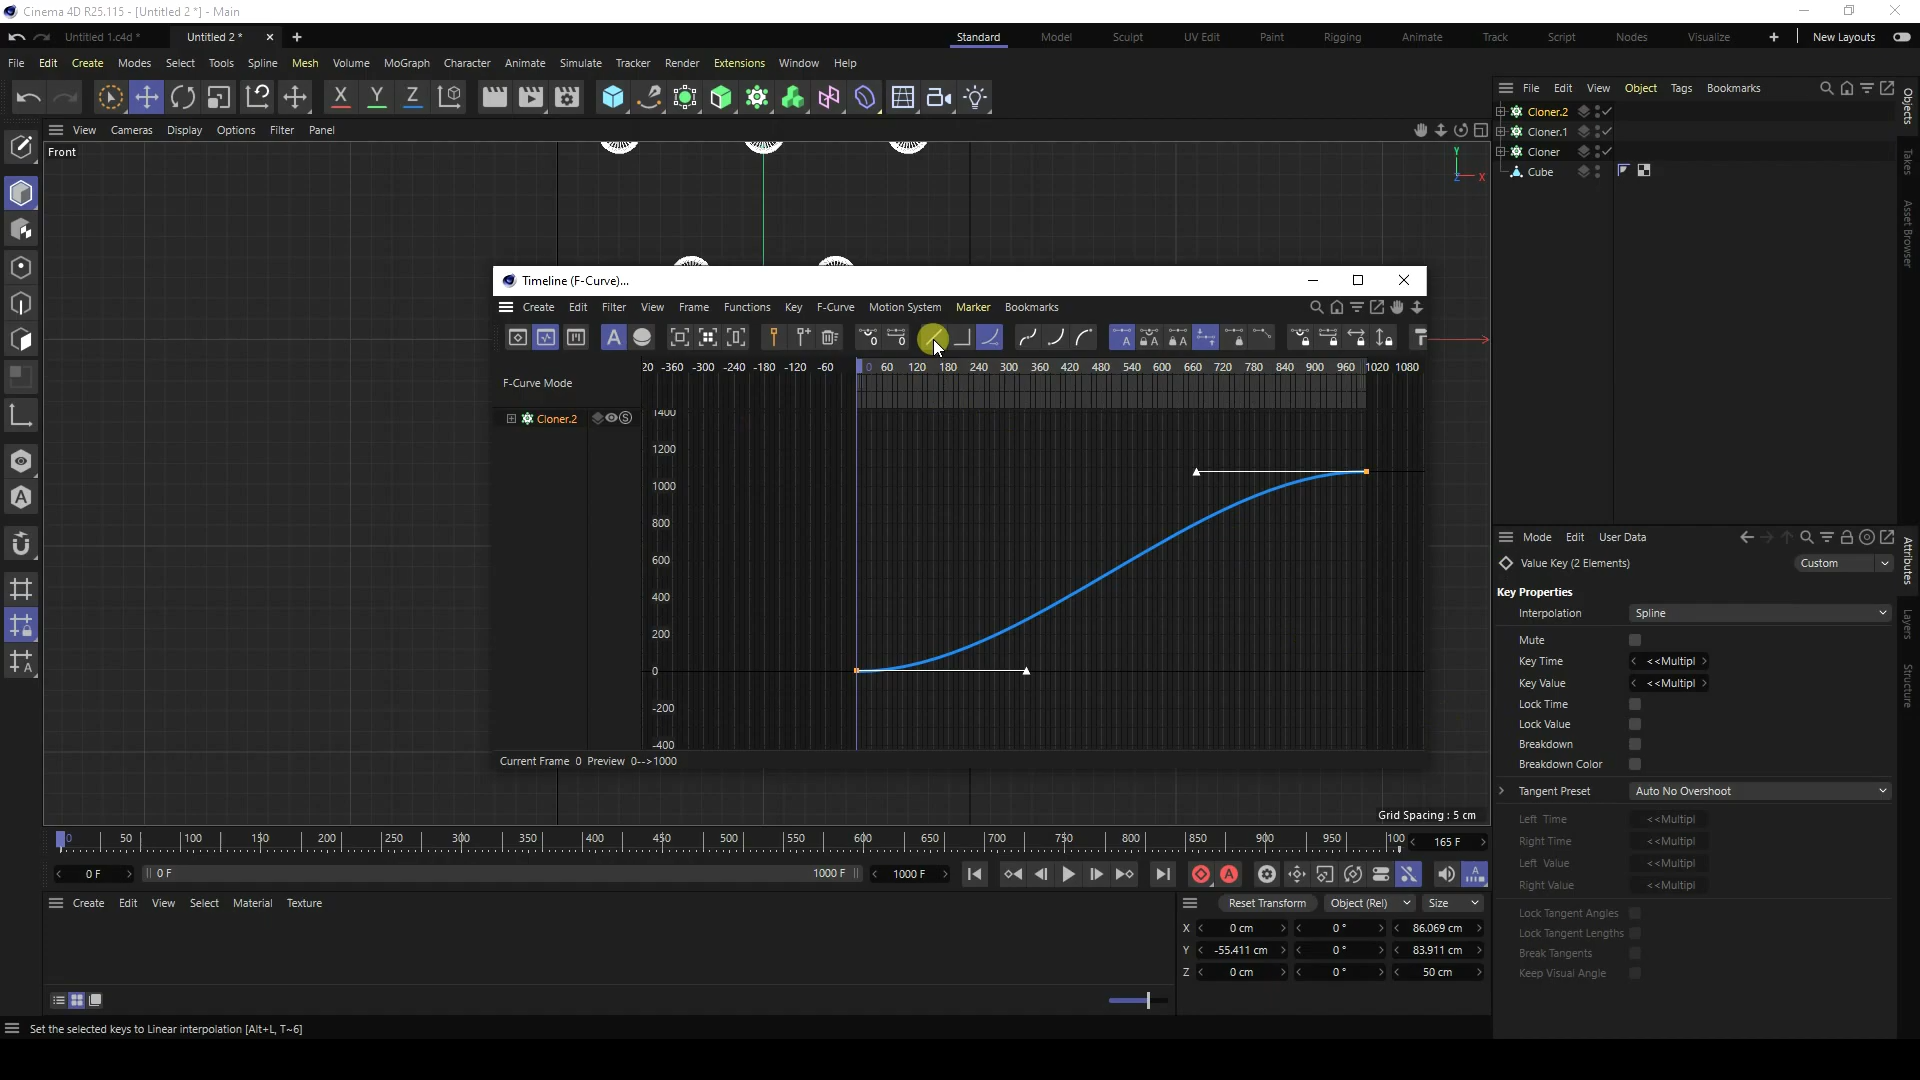 Cinema 4D R25.115 - [Untitled 2 *] - Main
Untitled 1.c4d *
Untitled 2 *
Standard
Model
Sculpt
UV Edit
Paint
Rigging
Animate
Track
Script
Nodes
Visualize
New Layouts
File Edit Create Modes Select Tools Spline Mesh Volume MoGraph Character Animate Simulate Tracker Render Extensions Window Help
X Y Z
File Edit View Object Tags Bookmarks
Objects
Takes
Asset Browser
Cloner.2
Cloner.1
Cloner
Cube
View Cameras Display Options Filter Panel
Front
Y
X
Z
Timeline (F-Curve)...
Create Edit Filter View Frame Functions Key F-Curve Motion System Marker Bookmarks
F-Curve Mode
20 -360 -300 -240 -180 -120 -60 0 60 120 180 240 300 360 420 480 540 600 660 720 780 840 900 960 1020 1080
Cloner.2
1400
1200
1000
800
600
400
200
0
-200
-400
Current Frame 0 Preview 0-->1000
Grid Spacing : 5 cm
Mode Edit User Data
Attributes
Layers
Structure
Value Key (2 Elements)
Custom
Key Properties
Interpolation Spline
Mute
Key Time <<Multipl
Key Value <<Multipl
Lock Time
Lock Value
Breakdown
Breakdown Color
Tangent Preset Auto No Overshoot
Left Time <<Multipl
Right Time <<Multipl
Left Value <<Multipl
Right Value <<Multipl
Lock Tangent Angles
Lock Tangent Lengths
Break Tangents
Keep Visual Angle
0 50 100 150 200 250 300 350 400 450 500 550 600 650 700 750 800 850 900 950 100
165 F
0 F
0 F
1000 F
1000 F
Create Edit View Select Material Texture
Reset Transform
Object (Rel)
Size
X 0 cm 0 ° 86.069 cm
Y -55.411 cm 0 ° 83.911 cm
Z 0 cm 0 ° 50 cm
Set the selected keys to Linear interpolation [Alt+L, T~6]